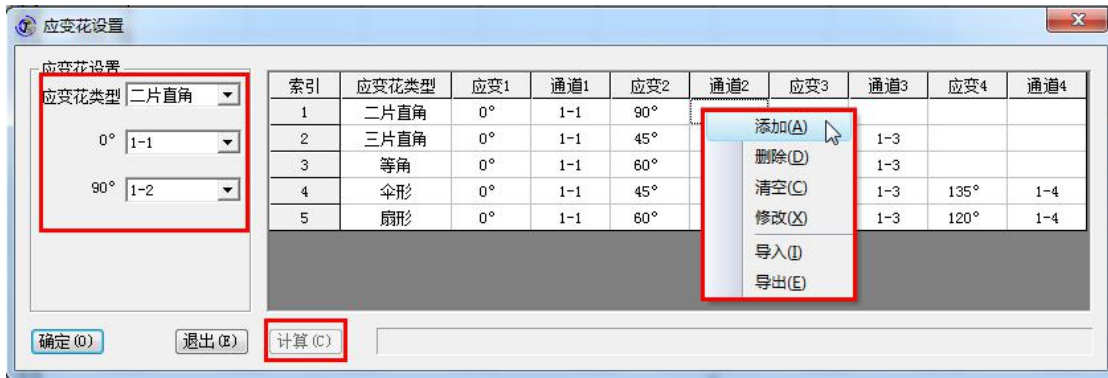 应变花设置
应变花设置
应变花类型 二片直角
0° 1-1
90° 1-2
索引 应变花类型 应变1 通道1 应变2 通道2 应变3 通道3 应变4 通道4
1 二片直角 0° 1-1 90°
2 三片直角 0° 1-1 45° 1-3
3 等角 0° 1-1 60° 1-3
4 伞形 0° 1-1 45° 1-3 135° 1-4
5 扇形 0° 1-1 60° 1-3 120° 1-4
添加(A)
删除(D)
清空(C)
修改(X)
导入(I)
导出(E)
确定(O) 退出(E) 计算(C)